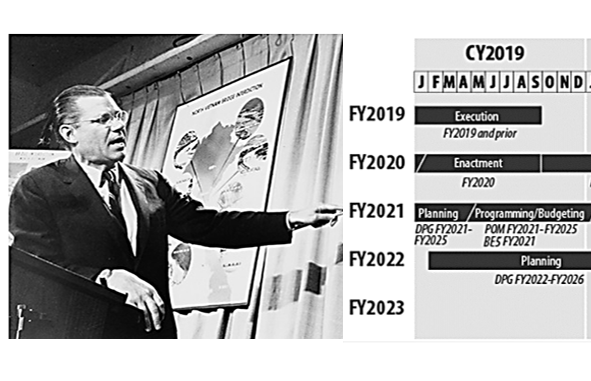 NORTH VIETNAM BRIDGE INTERDICTION
CY2019
J F M A M J J A S O N D
FY2019
Execution
FY2019 and prior
FY2020
Enactment
FY2020
FY2021
Planning
Programming/Budgeting
DPG FY2021-
FY2025
POM FY2021-FY2025
BES FY2021
FY2022
Planning
DPG FY2022-FY2026
FY2023